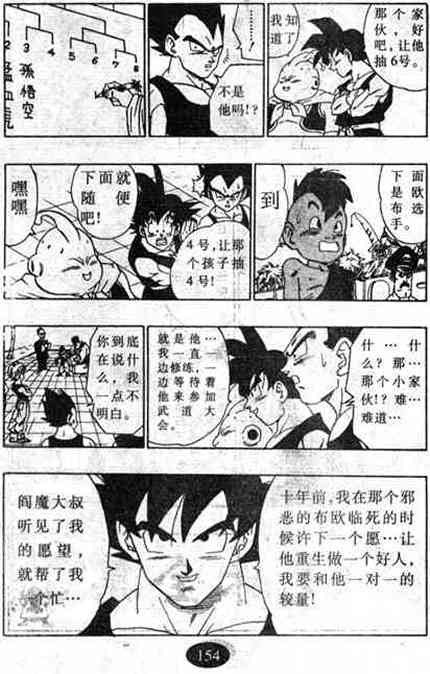 那个家
伙，好
吧，让他
抽6号。
我知
道了
………
不是
他吗!?
2 3 4 5 6 7 8
孙悟空
下面
是布欧选
手。
到
4号，让那
个孩子抽
4号!
下面就
随便
吧!
嘿嘿
什…什
么？那…
那个小家
伙!？难…
难道…
就是他…
我一直一
边修练，一
边等待着
他来参加
武道大
会。
你到底
在说什
么，我
一点不
明白。
十年前，我在那个邪
恶的布欧临死的时
候许下一个愿…让
他重生做一个好人，
我要和他一对一的
较量！
阎魔大叔
听见了我
的愿望，
就帮了我
一个忙…
154